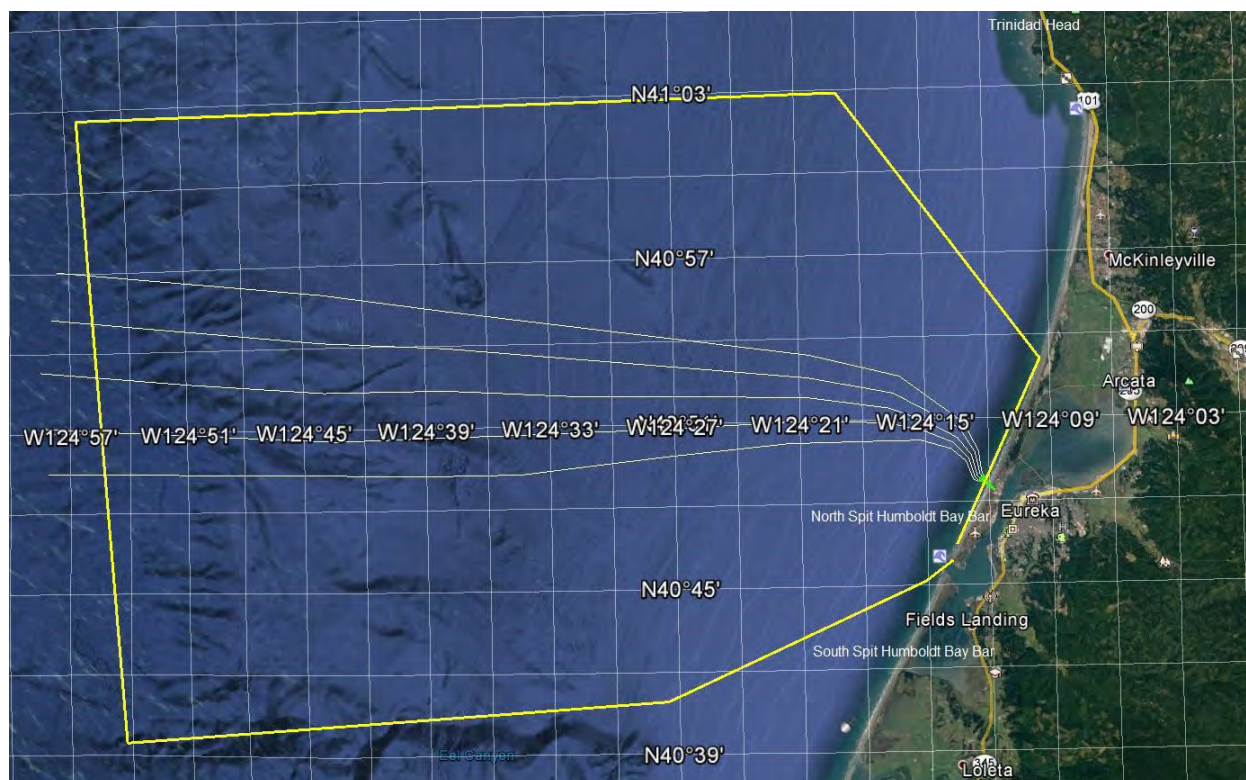 Trinidad Head
N41°03'
101
N40°57'
McKinleyville
200
Arcata
W124°57'
W124°51'
W124°45'
W124°39'
W124°33'
W124°27'
W124°21'
W124°15'
W124°09'
W124°03'
North Spit Humboldt Bay Bar
Eureka
N40°45'
Fields Landing
South Spit Humboldt Bay Bar
N40°39'
Eel Canyon
Loleta